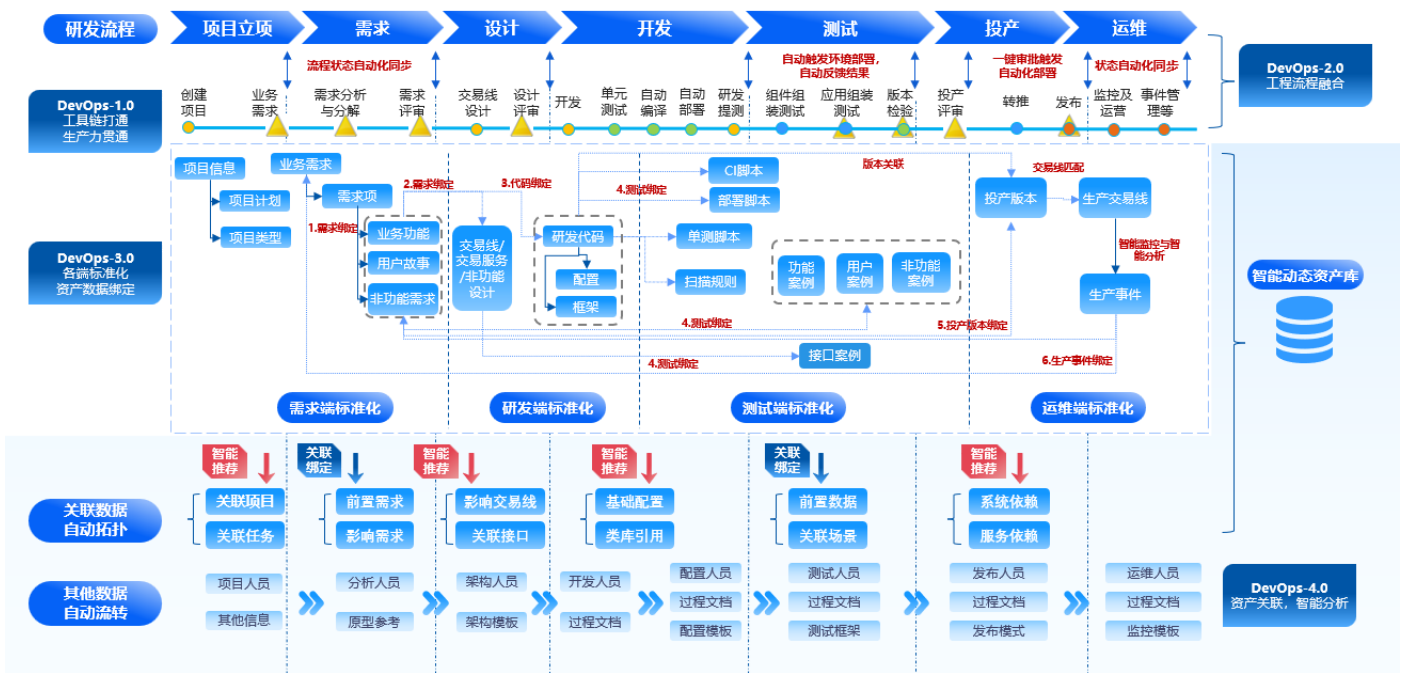 研发流程
项目立项
需求
设计
开发
测试
投产
运维
流程状态自动化同步
自动触发环境部署，
自动反馈结果
一键审批触发
自动化部署
状态自动化同步
DevOps-2.0
工程流程融合
DevOps-1.0
工具链打通
生产力贯通
创建
项目
业务
需求
需求分析
与分解
需求
评审
交易线
设计
设计
评审
开发
单元
测试
自动
编译
自动
部署
研发
提测
组件组
装测试
应用组装
测试
版本
检验
投产
评审
转推
发布
监控及
运营
事件管
理等
DevOps-3.0
各端标准化
资产数据绑定
项目信息
项目计划
项目类型
业务需求
需求项
1.需求绑定
业务功能
用户故事
非功能需求
2.需求绑定
交易线/
交易服务
/非功能
设计
3.代码绑定
研发代码
配置
框架
4.测试绑定
CI脚本
部署脚本
单测脚本
扫描规则
版本关联
功能
案例
用户
案例
非功能
案例
4.测试绑定
4.测试绑定
接口案例
投产版本
交易线匹配
生产交易线
智能监控与智
能分析
生产事件
5.投产版本绑定
6.生产事件绑定
需求端标准化
研发端标准化
测试端标准化
运维端标准化
智能动态资产库
关联数据
自动拓扑
智能
推荐
关联项目
关联任务
关联
绑定
前置需求
影响需求
智能
推荐
影响交易线
关联接口
智能
推荐
基础配置
类库引用
关联
绑定
前置数据
关联场景
智能
推荐
系统依赖
服务依赖
其他数据
自动流转
项目人员
其他信息
分析人员
原型参考
架构人员
架构模板
开发人员
过程文档
配置人员
过程文档
配置模板
测试人员
过程文档
测试框架
发布人员
过程文档
发布模式
运维人员
过程文档
监控模板
DevOps-4.0
资产关联，智能分析